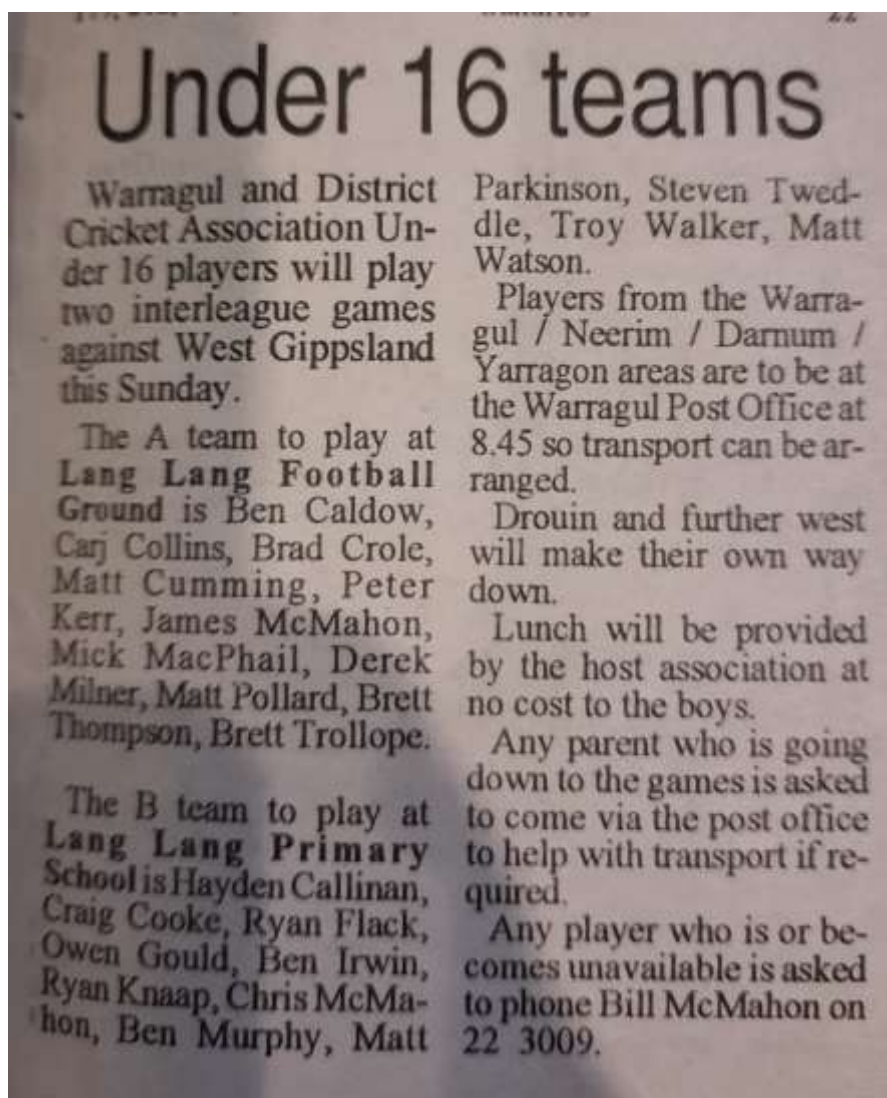 22
Under 16 teams
Warragul and District
Cricket Association Un-
der 16 players will play
two interleague games
against West Gippsland
this Sunday.
The A team to play at
Lang Lang Football
Ground is Ben Caldow,
Carj Collins, Brad Crole,
Matt Cumming, Peter
Kerr, James McMahon,
Mick MacPhail, Derek
Milner, Matt Pollard, Brett
Thompson, Brett Trollope.
The B team to play at
Lang Lang Primary
School is Hayden Callinan,
Craig Cooke, Ryan Flack,
Owen Gould, Ben Irwin,
Ryan Knaap, Chris McMa-
hon, Ben Murphy, Matt
Parkinson, Steven Twed-
dle, Troy Walker, Matt
Watson.
Players from the Warra-
gul / Neerim / Darnum /
Yarragon areas are to be at
the Warragul Post Office at
8.45 so transport can be ar-
ranged.
Drouin and further west
will make their own way
down.
Lunch will be provided
by the host association at
no cost to the boys.
Any parent who is going
down to the games is asked
to come via the post office
to help with transport if re-
quired.
Any player who is or be-
comes unavailable is asked
to phone Bill McMahon on
22 3009.